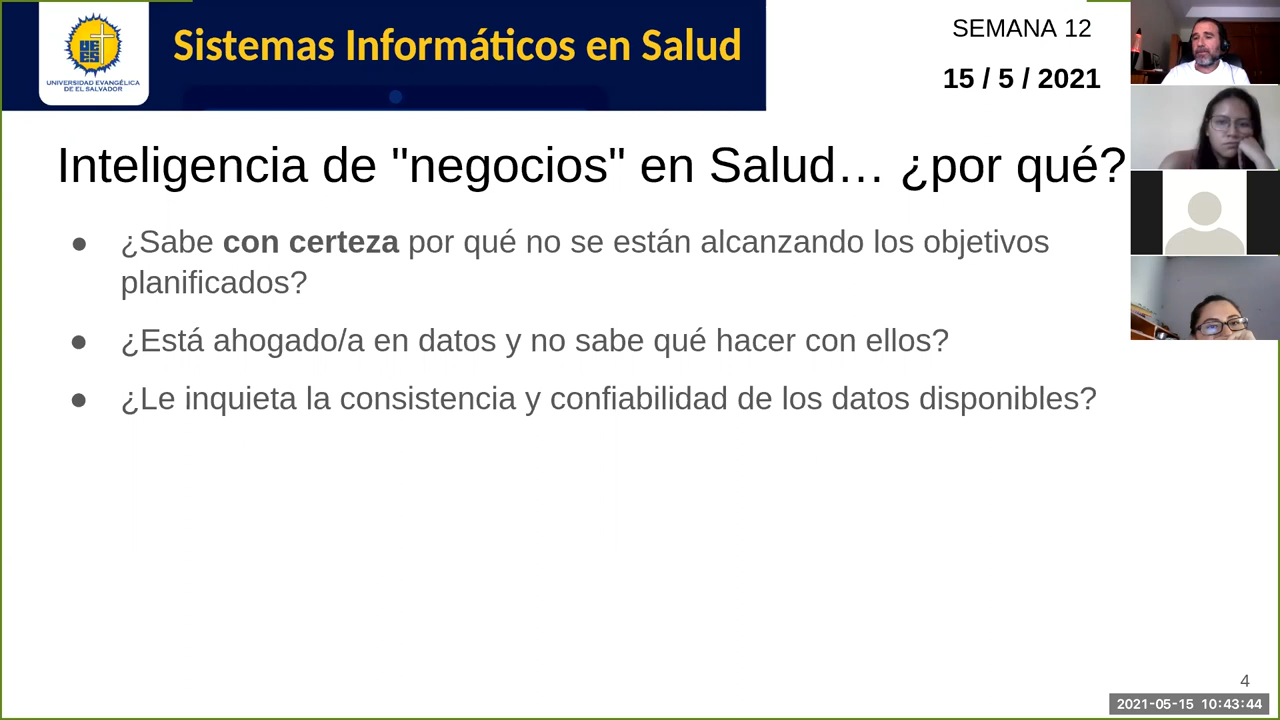 UNIVERSIDAD EVANGÉLICA
DE EL SALVADOR
Sistemas Informáticos en Salud
SEMANA 12
15 / 5 / 2021
Inteligencia de "negocios" en Salud… ¿por qué?
● ¿Sabe con certeza por qué no se están alcanzando los objetivos
planificados?
● ¿Está ahogado/a en datos y no sabe qué hacer con ellos?
● ¿Le inquieta la consistencia y confiabilidad de los datos disponibles?
4
2021-05-15 10:43:44